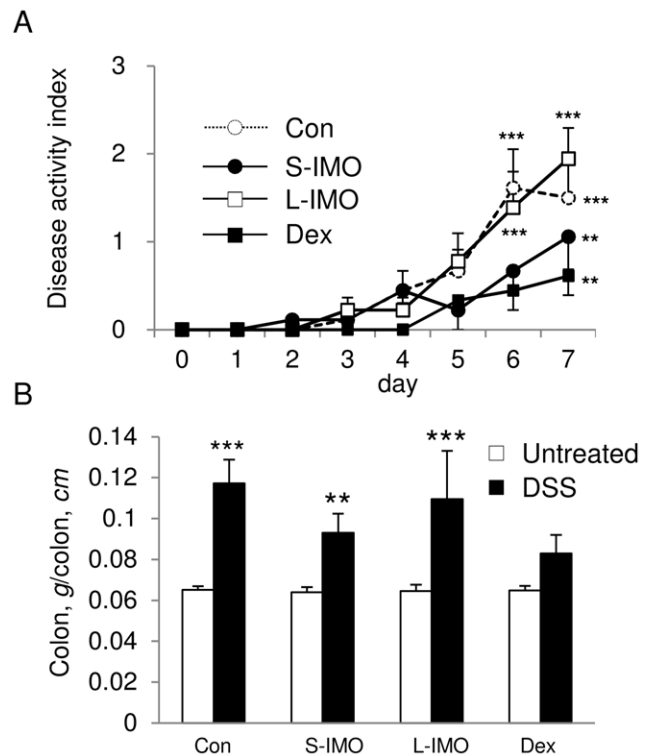 A
Disease activity index
3
2
1
0
Con
S-IMO
L-IMO
Dex
***
***
***
***
**
**
0 1 2 3 4 5 6 7
day
B
Colon, g/colon, cm
0.14
0.12
0.1
0.08
0.06
0.04
0.02
0
***
**
***
Untreated
DSS
Con S-IMO L-IMO Dex